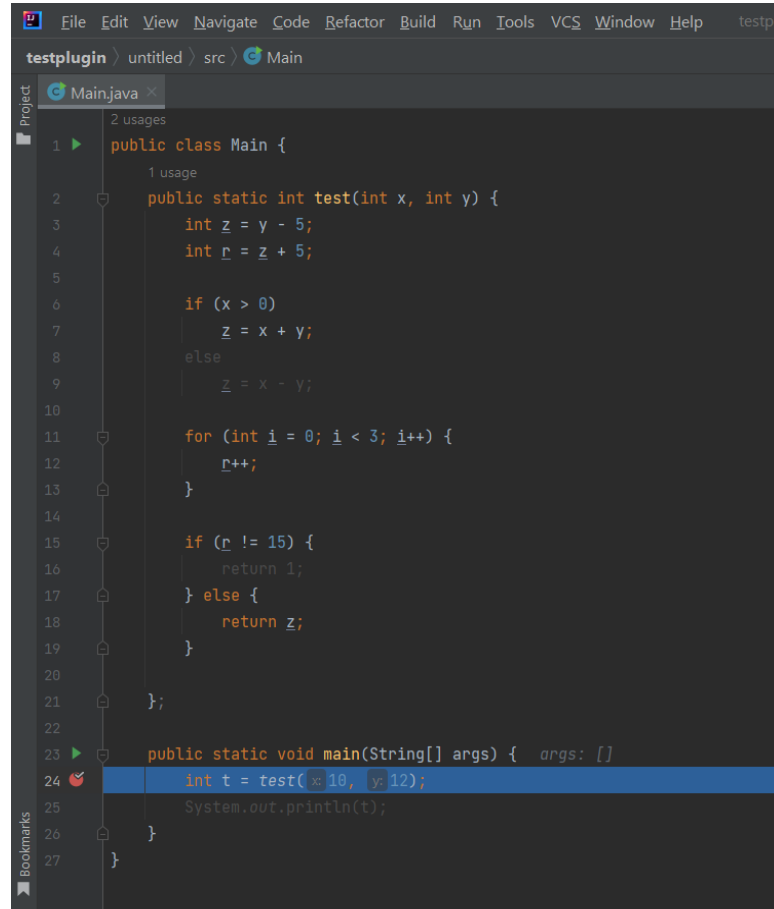 File Edit View Navigate Code Refactor Build Run Tools VCS Window Help testp
testplugin untitled src Main
Project
Main.java
2 usages
1 public class Main {
1 usage
2 public static int test(int x, int y) {
3 int z = y - 5;
4 int r = z + 5;
5
6 if (x > 0)
7 z = x + y;
8 else
9 z = x - y;
10
11 for (int i = 0; i < 3; i++) {
12 r++;
13 }
14
15 if (r != 15) {
16 return 1;
17 } else {
18 return z;
19 }
20
21 };
22
23 public static void main(String[] args) { args: []
24 int t = test( x: 10, y: 12);
25 System.out.println(t);
26 }
27 }
Bookmarks